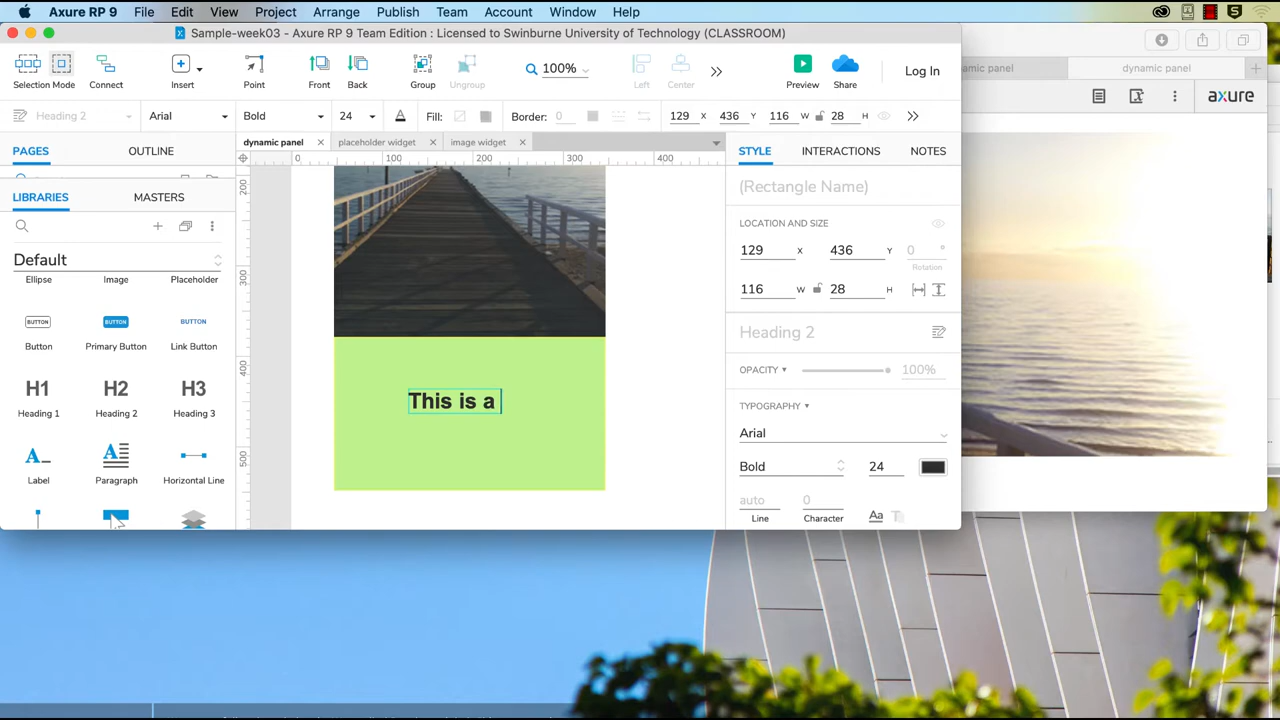 Axure RP 9 File Edit View Project Arrange Publish Team Account Window Help
Sample-week03 - Axure RP 9 Team Edition : Licensed to Swinburne University of Technology (CLASSROOM)
100% Log In
Selection Mode Connect Insert Point Front Back Group Ungroup Left Center Preview Share
dynamic panel
axure
Heading 2 Arial Bold 24 Fill: Border: 0 129 X 436 Y 116 W 28 H
PAGES OUTLINE
dynamic panel placeholder widget image widget
0 100 200 300 400
STYLE INTERACTIONS NOTES
200
300
400
500
(Rectangle Name)
LIBRARIES MASTERS
LOCATION AND SIZE
129 X 436 Y 0 °
Rotation
116 W 28 H
Default
Ellipse Image Placeholder
BUTTON BUTTON BUTTON
Button Primary Button Link Button
H1 H2 H3
Heading 1 Heading 2 Heading 3
A A
Label Paragraph Horizontal Line
This is a
Heading 2
OPACITY 100%
TYPOGRAPHY
Arial
Bold 24
auto 0
Line Character Aa